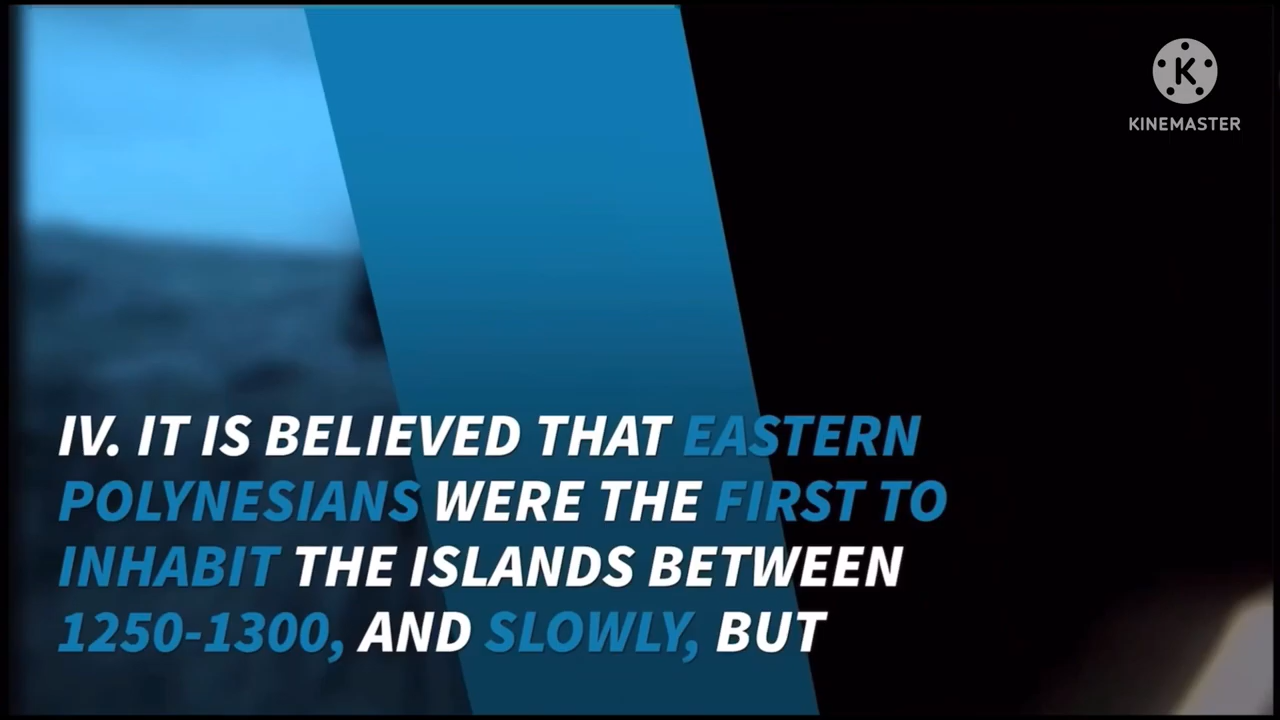 K
KINEMASTER
IV. IT IS BELIEVED THAT EASTERN
POLYNESIANS WERE THE FIRST TO
INHABIT THE ISLANDS BETWEEN
1250-1300, AND SLOWLY, BUT